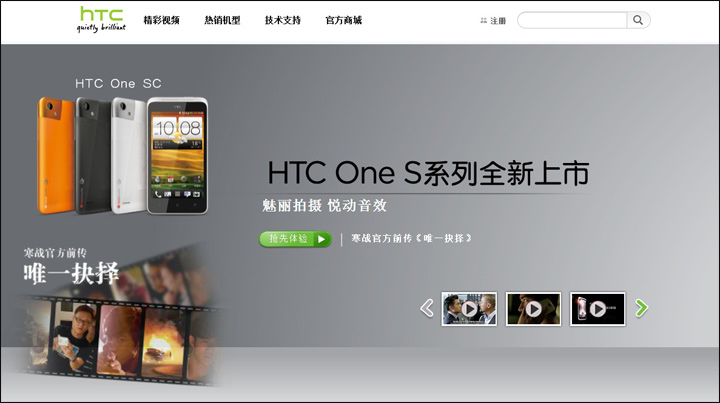 htc
quietly brilliant
精彩视频 热销机型 技术支持 官方商城 注册
HTC One SC
10:08
HTC One S系列全新上市
魅丽拍摄 悦动音效
抢先体验 寒战官方前传《唯一抉择》
寒战官方前传
唯一抉择